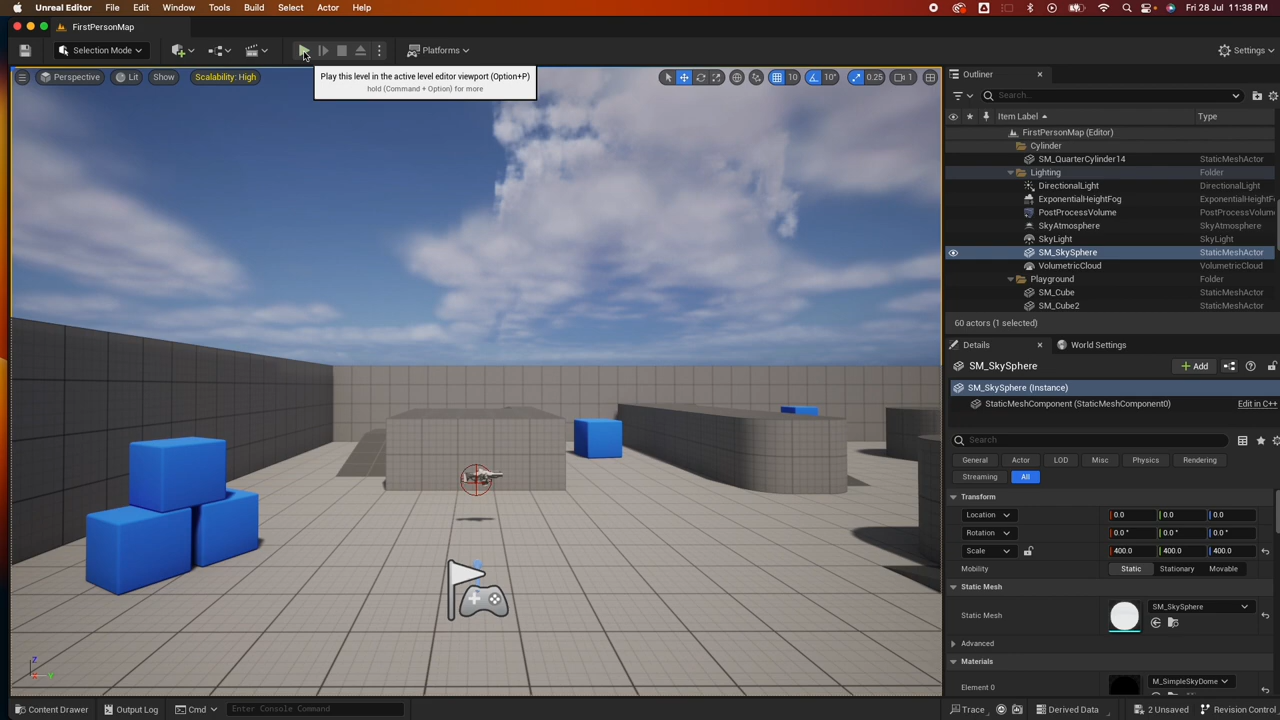 Unreal Engine File Edit Window Tools Build Select Actor Help Fri 28 Jul 11:38 PM
FirstPersonMap
Selection Mode Platforms Settings
Perspective Lit Show Scalability: High 10 10° 0.25 1
Play this level in the active level editor viewport (Option+P)
hold (Command + Option) for more
Outliner
Search...
Item Label Type
FirstPersonMap (Editor)
Cylinder
SM_QuarterCylinder14 StaticMeshActor
Lighting Folder
DirectionalLight DirectionalLight
ExponentialHeightFog ExponentialHeightFo
PostProcessVolume PostProcessVolume
SkyAtmosphere SkyAtmosphere
SkyLight SkyLight
SM_SkySphere StaticMeshActor
VolumetricCloud VolumetricCloud
Playground Folder
SM_Cube StaticMeshActor
SM_Cube2 StaticMeshActor
60 actors (1 selected)
Details World Settings
SM_SkySphere Add
SM_SkySphere (Instance)
StaticMeshComponent (StaticMeshComponent0) Edit in C++
Search
General Actor LOD Misc Physics Rendering
Streaming All
Transform
Location 0.0 0.0 0.0
Rotation 0.0 ° 0.0 ° 0.0 °
Scale 400.0 400.0 400.0
Mobility Static Stationary Movable
Static Mesh
Static Mesh SM_SkySphere
Advanced
Materials
Element 0 M_SimpleSkyDome
Z
X Y
Content Drawer Output Log Cmd Enter Console Command Trace Derived Data 2 Unsaved Revision Control